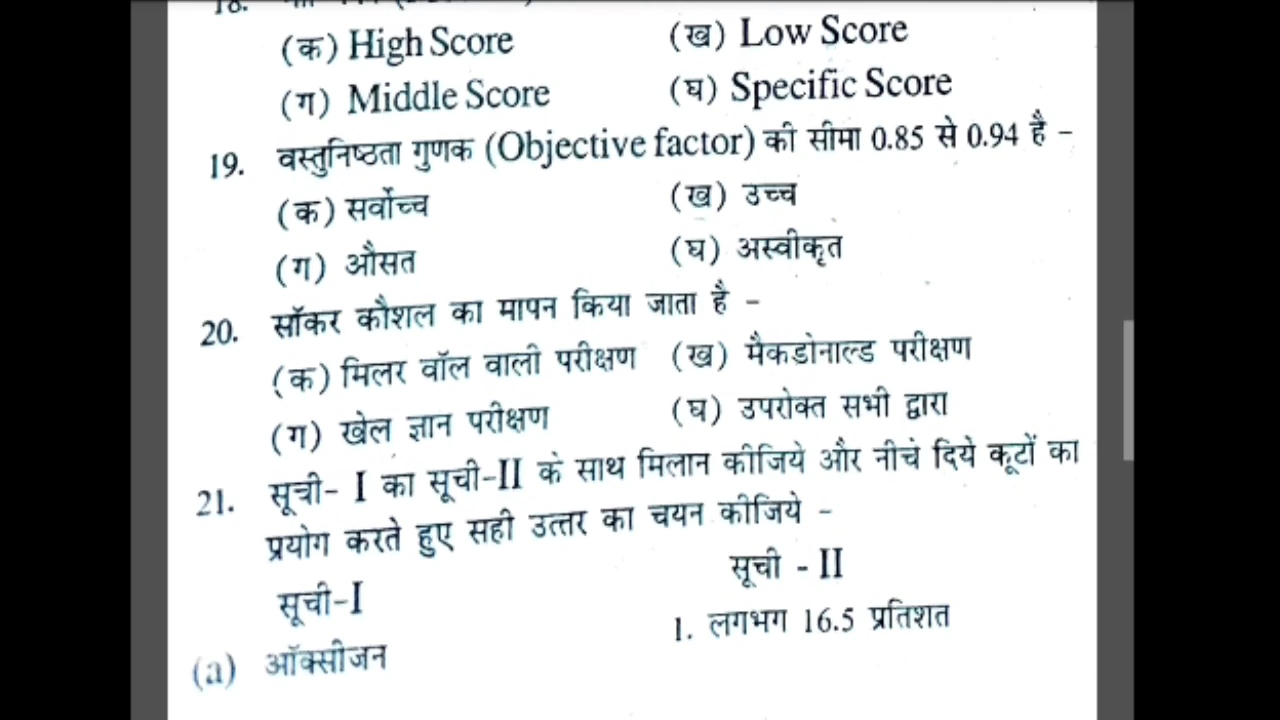 18.
(क) High Score (ख) Low Score
(ग) Middle Score (घ) Specific Score
19. वस्तुनिष्ठता गुणक (Objective factor) की सीमा 0.85 से 0.94 है –
(क) सर्वोच्च (ख) उच्च
(ग) औसत (घ) अस्वीकृत
20. सॉकर कौशल का मापन किया जाता है –
(क) मिलर वॉल वाली परीक्षण (ख) मैकडोनाल्ड परीक्षण
(ग) खेल ज्ञान परीक्षण (घ) उपरोक्त सभी द्वारा
21. सूची- I का सूची-II के साथ मिलान कीजिये और नीचे दिये कूटों का
प्रयोग करते हुए सही उत्तर का चयन कीजिये –
सूची-I सूची - II
(a) ऑक्सीजन 1. लगभग 16.5 प्रतिशत